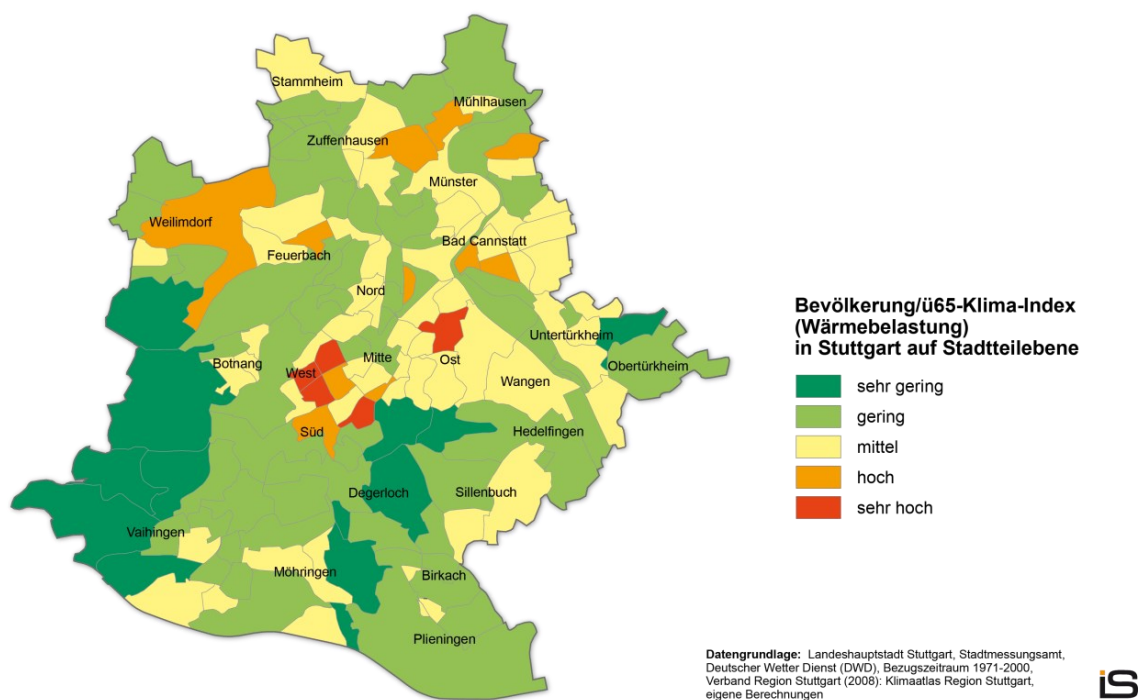 Stammheim
Mühlhausen
Zuffenhausen
Münster
Weilimdorf
Bad Cannstatt
Feuerbach
Nord
Untertürkheim
Botnang
Mitte
Ost
Obertürkheim
West
Wangen
Süd
Hedelfingen
Degerloch
Sillenbuch
Vaihingen
Möhringen
Birkach
Plieningen
Bevölkerung/ü65-Klima-Index
(Wärmebelastung)
in Stuttgart auf Stadtteilebene
sehr gering
gering
mittel
hoch
sehr hoch
Datengrundlage: Landeshauptstadt Stuttgart, Stadtmessungsamt,
Deutscher Wetter Dienst (DWD), Bezugszeitraum 1971-2000,
Verband Region Stuttgart (2008): Klimaatlas Region Stuttgart,
eigene Berechnungen
is